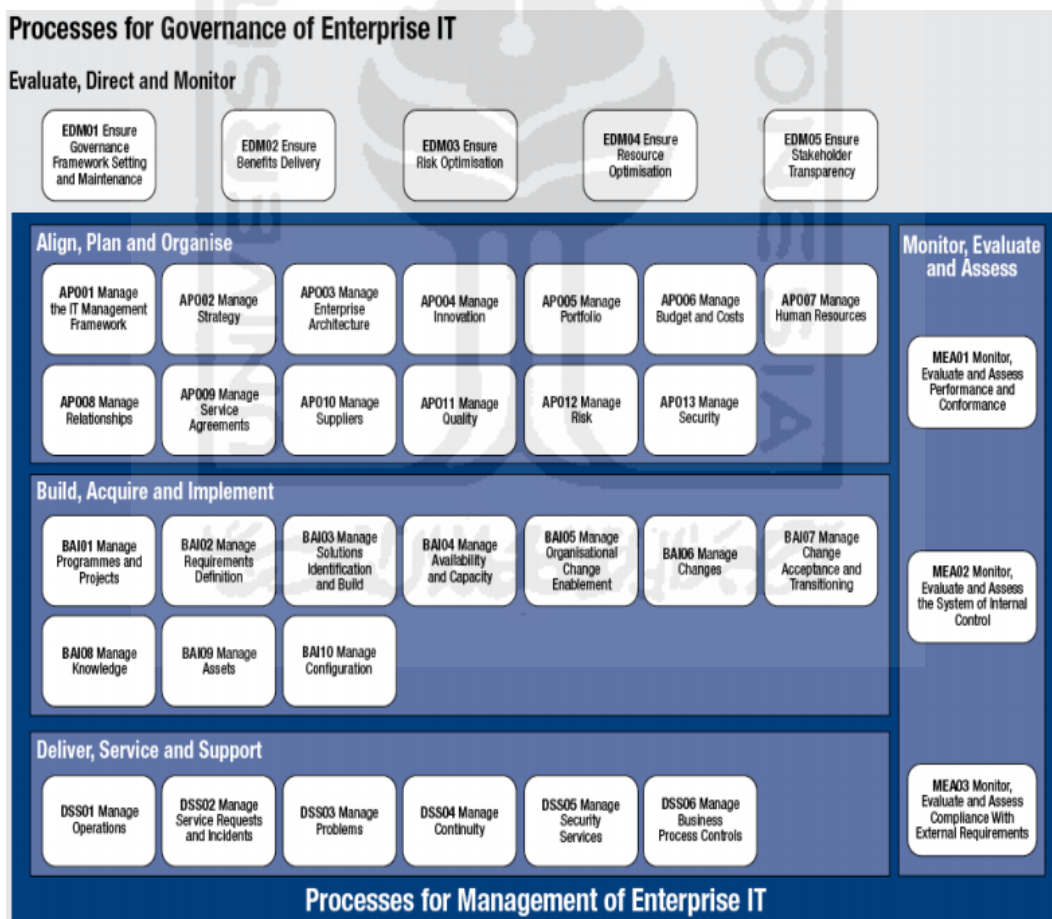 Processes for Governance of Enterprise IT
Evaluate, Direct and Monitor
EDM01 Ensure
Governance
Framework Setting
and Maintenance
EDM02 Ensure
Benefits Delivery
EDM03 Ensure
Risk Optimisation
EDM04 Ensure
Resource
Optimisation
EDM05 Ensure
Stakeholder
Transparency
Align, Plan and Organise
APO01 Manage
the IT Management
Framework
APO02 Manage
Strategy
APO03 Manage
Enterprise
Architecture
APO04 Manage
Innovation
APO05 Manage
Portfolio
APO06 Manage
Budget and Costs
APO07 Manage
Human Resources
APO08 Manage
Relationships
APO09 Manage
Service
Agreements
APO10 Manage
Suppliers
APO11 Manage
Quality
APO12 Manage
Risk
APO13 Manage
Security
Build, Acquire and Implement
BAI01 Manage
Programmes and
Projects
BAI02 Manage
Requirements
Definition
BAI03 Manage
Solutions
Identification
and Build
BAI04 Manage
Availability
and Capacity
BAI05 Manage
Organisational
Change
Enablement
BAI06 Manage
Changes
BAI07 Manage
Change
Acceptance and
Transitioning
BAI08 Manage
Knowledge
BAI09 Manage
Assets
BAI10 Manage
Configuration
Deliver, Service and Support
DSS01 Manage
Operations
DSS02 Manage
Service Requests
and Incidents
DSS03 Manage
Problems
DSS04 Manage
Continuity
DSS05 Manage
Security
Services
DSS06 Manage
Business
Process Controls
Monitor, Evaluate
and Assess
MEA01 Monitor,
Evaluate and Assess
Performance and
Conformance
MEA02 Monitor,
Evaluate and Assess
the System of Internal
Control
MEA03 Monitor,
Evaluate and Assess
Compliance With
External Requirements
Processes for Management of Enterprise IT